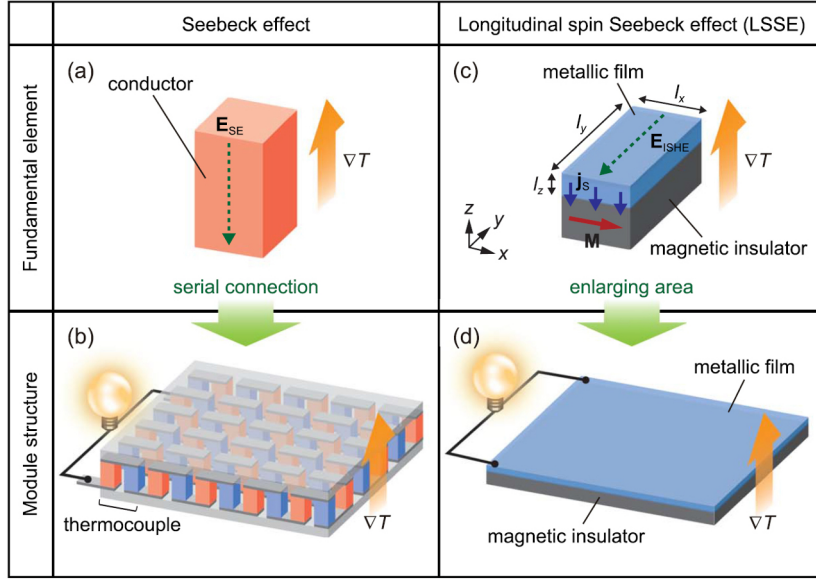 Seebeck effect
Longitudinal spin Seebeck effect (LSSE)
Fundamental element
(a)
conductor
E_SE
∇T
serial connection
(c)
metallic film
l_x
l_y
l_z
E_ISHE
j_S
M
∇T
z
y
x
magnetic insulator
enlarging area
Module structure
(b)
thermocouple
∇T
(d)
metallic film
∇T
magnetic insulator